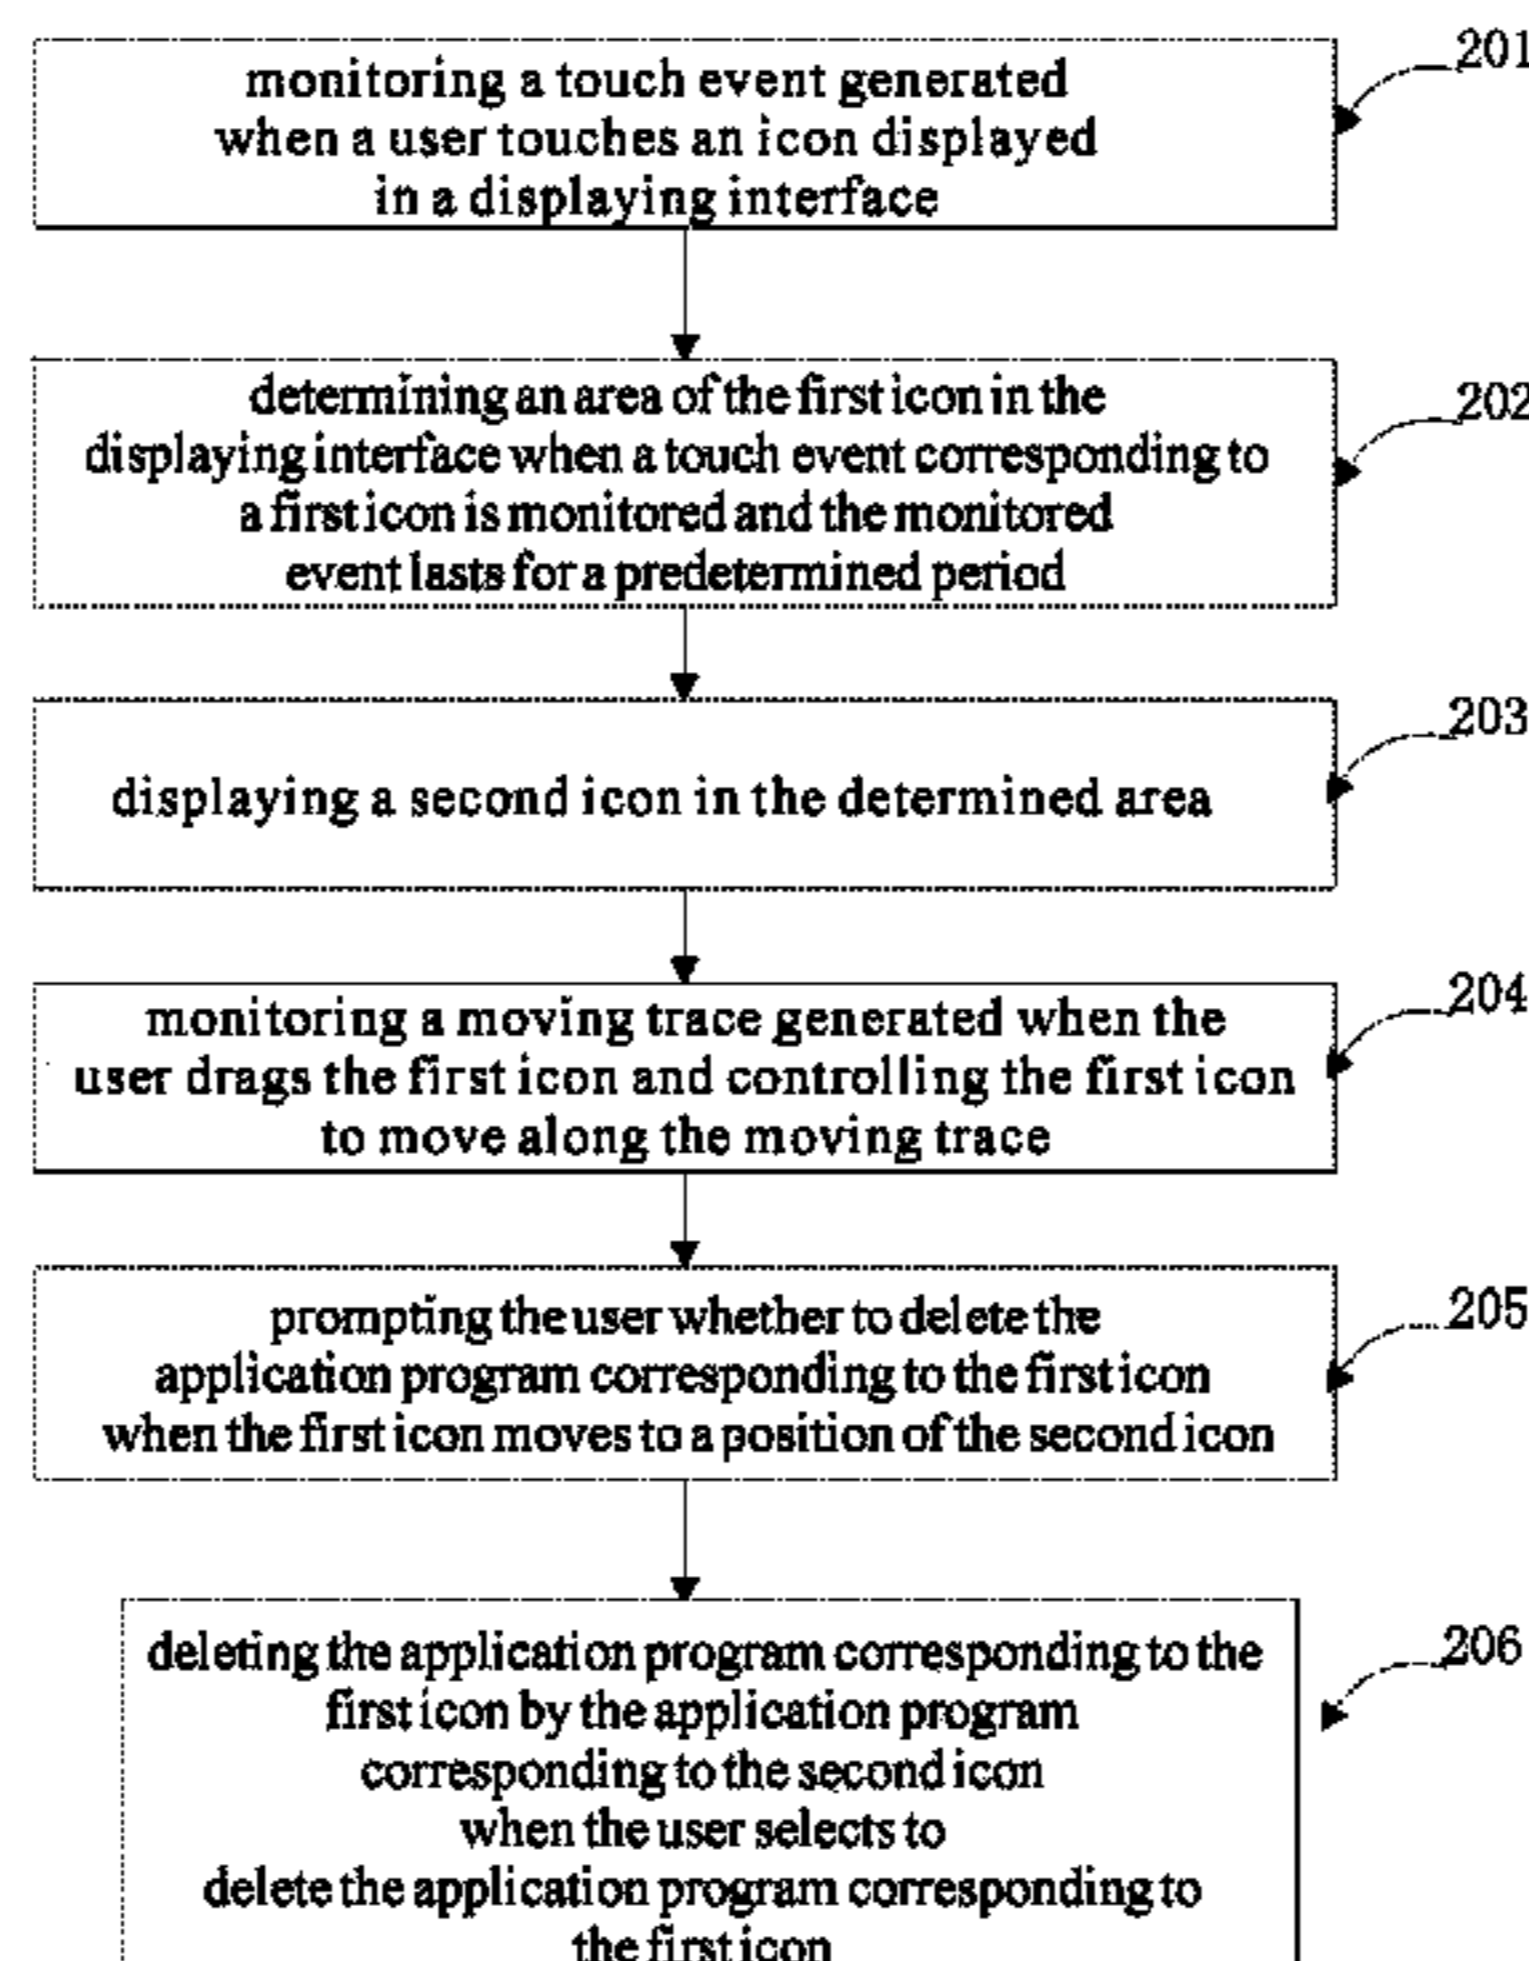 monitoring a touch event generated
when a user touches an icon displayed
in a displaying interface
201
determining an area of the first icon in the
displaying interface when a touch event corresponding to
a first icon is monitored and the monitored
event lasts for a predetermined period
202
displaying a second icon in the determined area
203
monitoring a moving trace generated when the
user drags the first icon and controlling the first icon
to move along the moving trace
204
prompting the user whether to delete the
application program corresponding to the first icon
when the first icon moves to a position of the second icon
205
deleting the application program corresponding to the
first icon by the application program
corresponding to the second icon
when the user selects to
delete the application program corresponding to
the first icon
206